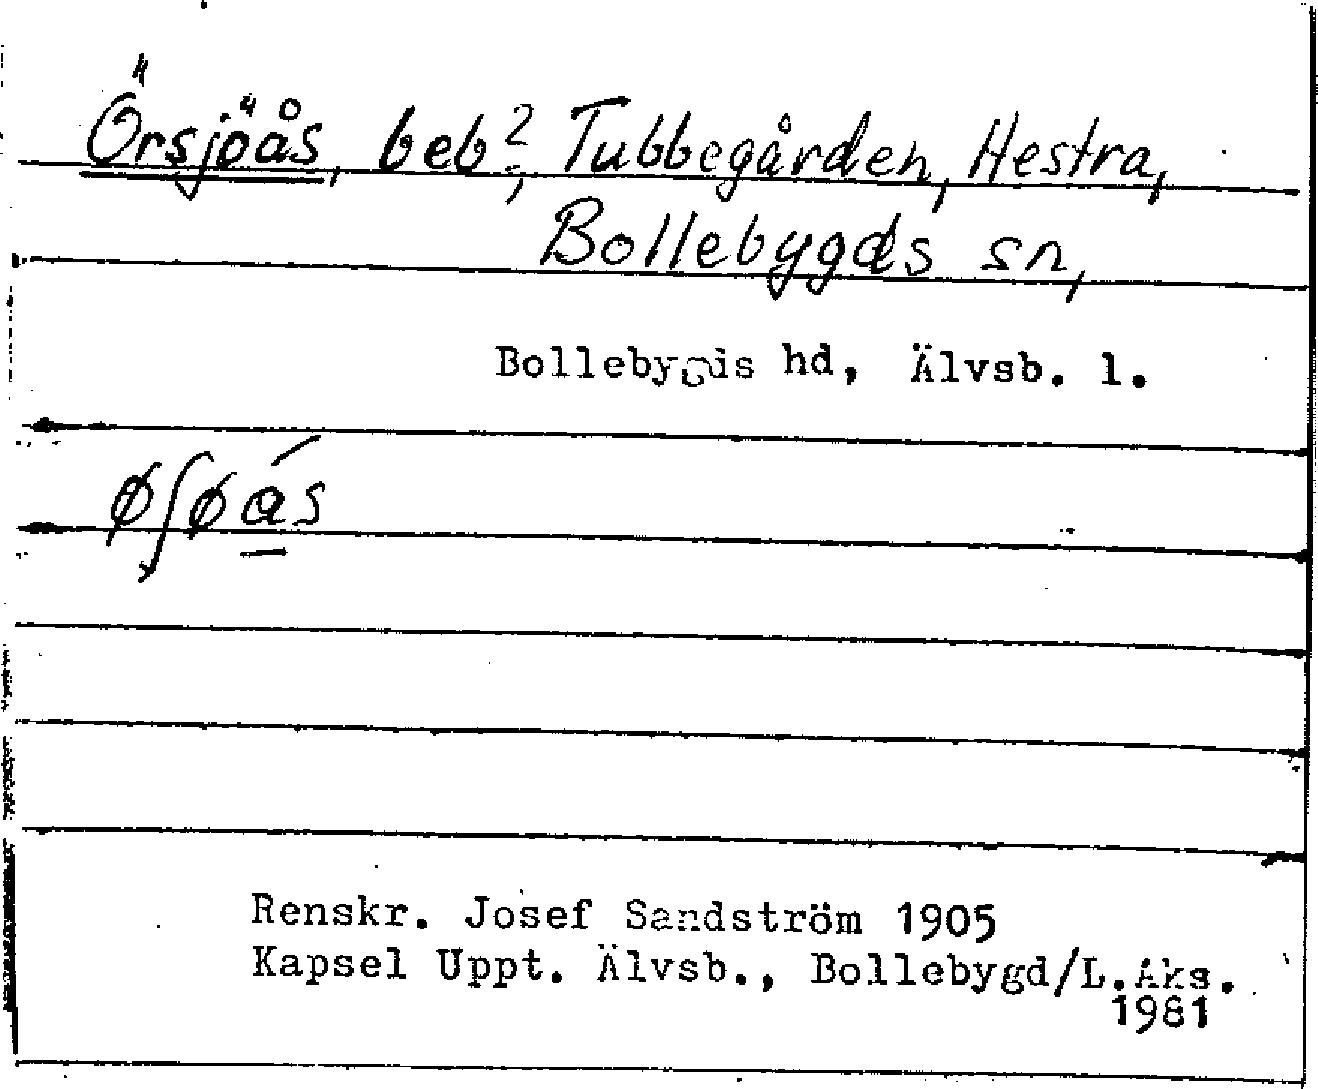 Örsjöås, beb?, Tubbegården, Hestra,
Bollebygds sn,
Bollebygds hd, Älvsb. l.
øʃøás
Renskr. Josef Sandström 1905
Kapsel Uppt. Älvsb., Bollebygd/L.Aks.
1981